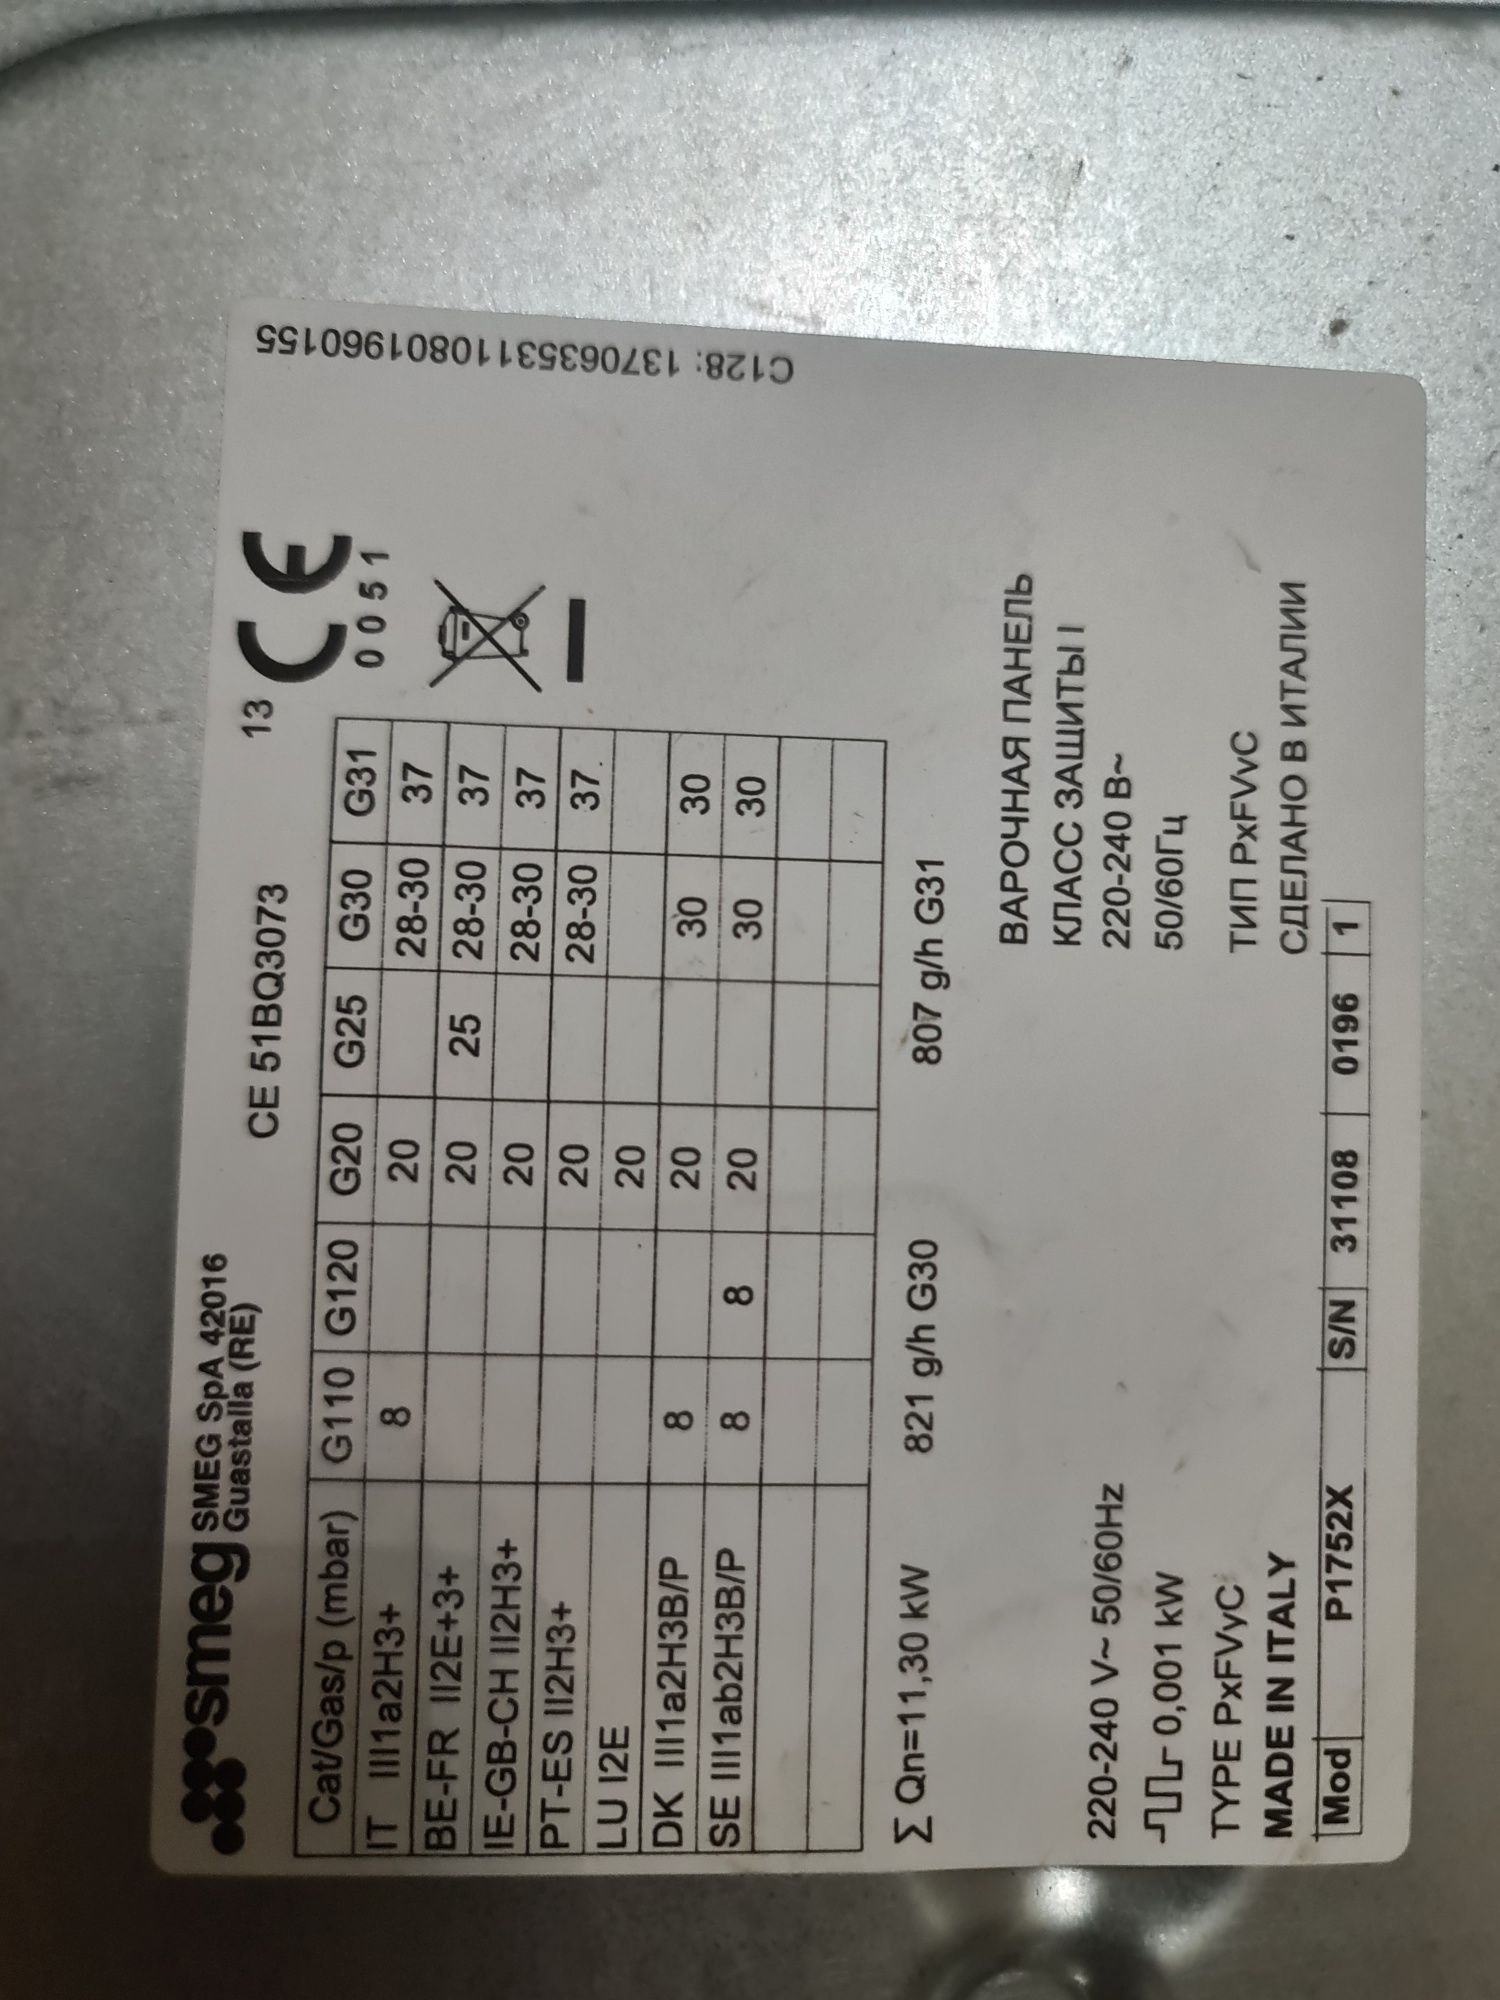 smeg SMEG SpA 42016
Guastalla (RE)
CE 51BQ3073
13 CE
0051
Cat/Gas/p (mbar) G110 G120 G20 G25 G30 G31
IT III1a2H3+ 8 20 28-30 37
BE-FR II2E+3+ 20 25 28-30 37
IE-GB-CH II2H3+ 20 28-30 37
PT-ES II2H3+ 20 28-30 37
LU I2E 20
DK III1a2H3B/P 8 20 30 30
SE III1ab2H3B/P 8 8 20 30 30
Σ Qn=11,30 kW 821 g/h G30 807 g/h G31
ВАРОЧНАЯ ПАНЕЛЬ
КЛАСС ЗАЩИТЫ I
220-240 V~ 50/60Hz 220-240 В~
0,001 kW 50/60Гц
TYPE PxFVyC ТИП PxFVvC
MADE IN ITALY СДЕЛАНО В ИТАЛИИ
Mod P1752X S/N 31108 0196 1
C128: 1370635311080196​0155